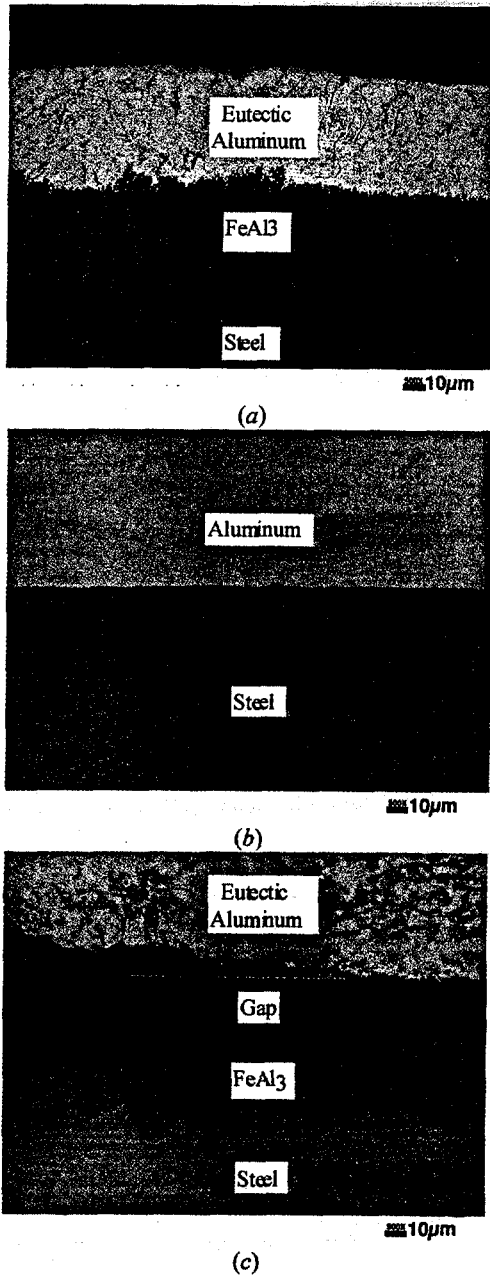 Eutectic
Aluminum
FeAl3
Steel
10μm
(a)
Aluminum
Steel
10μm
(b)
Eutectic
Aluminum
Gap
FeAl3
Steel
10μm
(c)